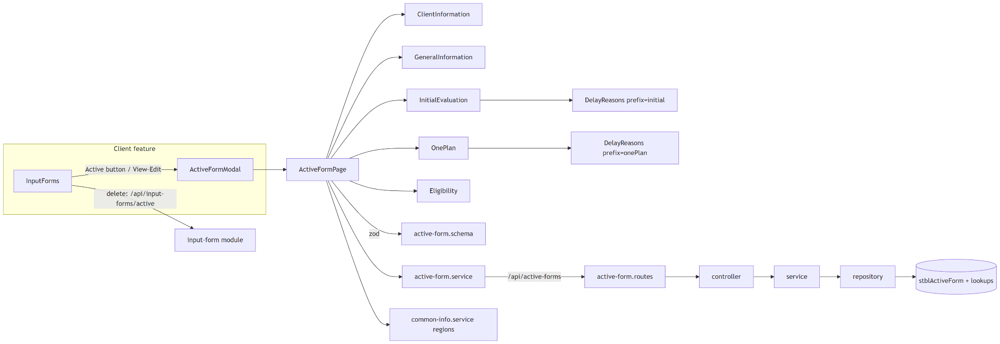 ClientInformation
GeneralInformation
InitialEvaluation
DelayReasons prefix=initial
OnePlan
DelayReasons
prefix=onePlan
Client feature
InputForms
Active button / View-Edit
ActiveFormModal
ActiveFormPage
delete: /api/input-
forms/active
Eligibility
input-form module
zod
active-form.schema
active-form.service
/api/active-forms
active-form.routes
controller
service
repository
stblActiveForm + lookups
common-info.service
regions